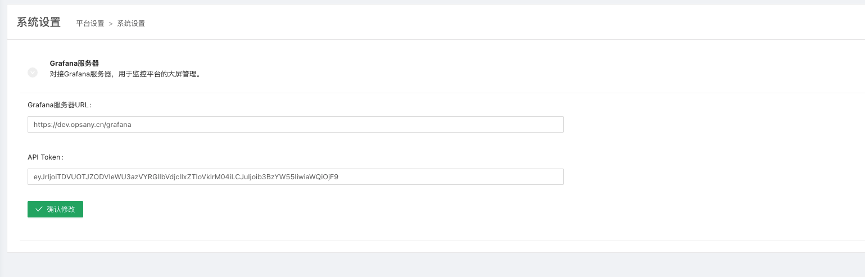 系统设置 平台设置 > 系统设置
Grafana服务器
对接Grafana服务器，用于监控平台的大屏管理。
Grafana服务器URL:
https://dev.opsany.cn/grafana
API Token:
确认修改